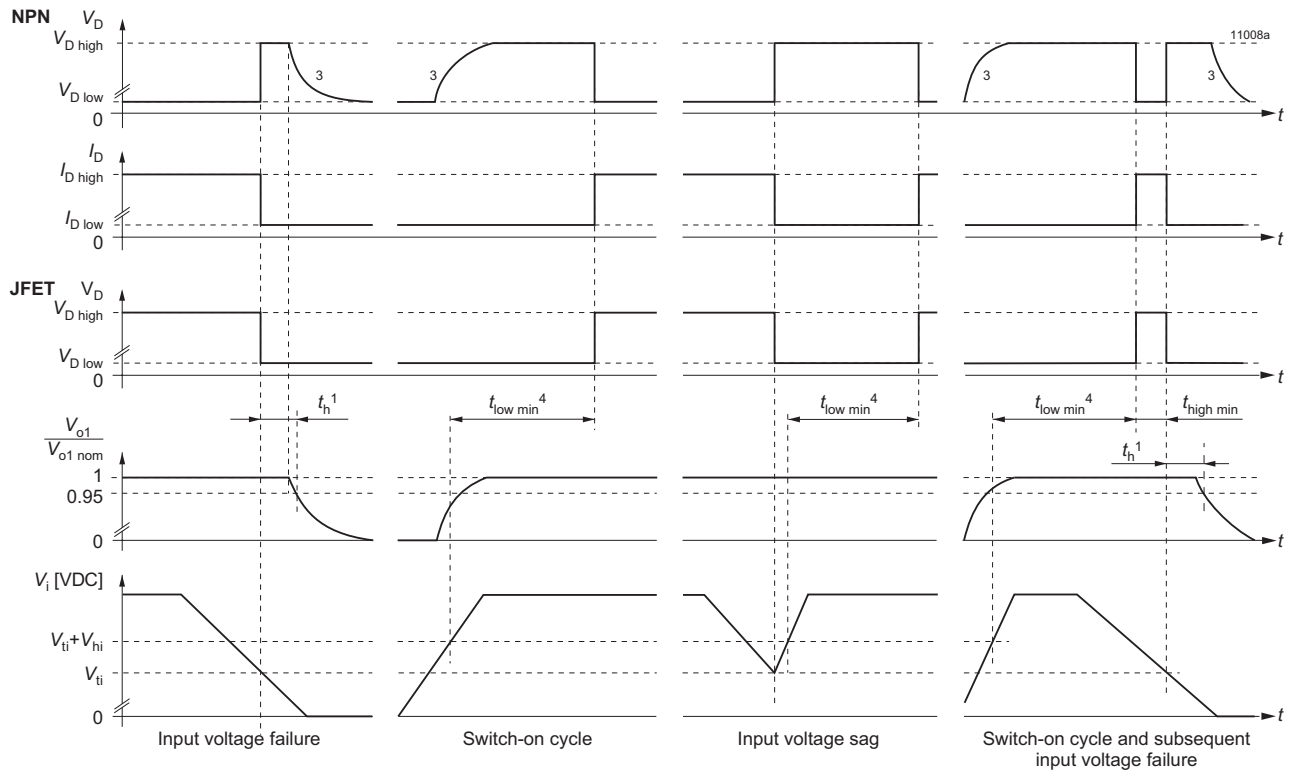 NPN V_D
V_D high
11008a
3
3
3
3
V_D low
0
t
I_D
I_D high
I_D low
0
t
JFET V_D
V_D high
V_D low
0
t
t_h^1
t_low min^4
t_low min^4
t_low min^4
t_high min
V_o1
V_o1 nom
t_h^1
1
0.95
0
t
V_i [VDC]
V_ti+V_hi
V_ti
0
t
Input voltage failure
Switch-on cycle
Input voltage sag
Switch-on cycle and subsequent
input voltage failure